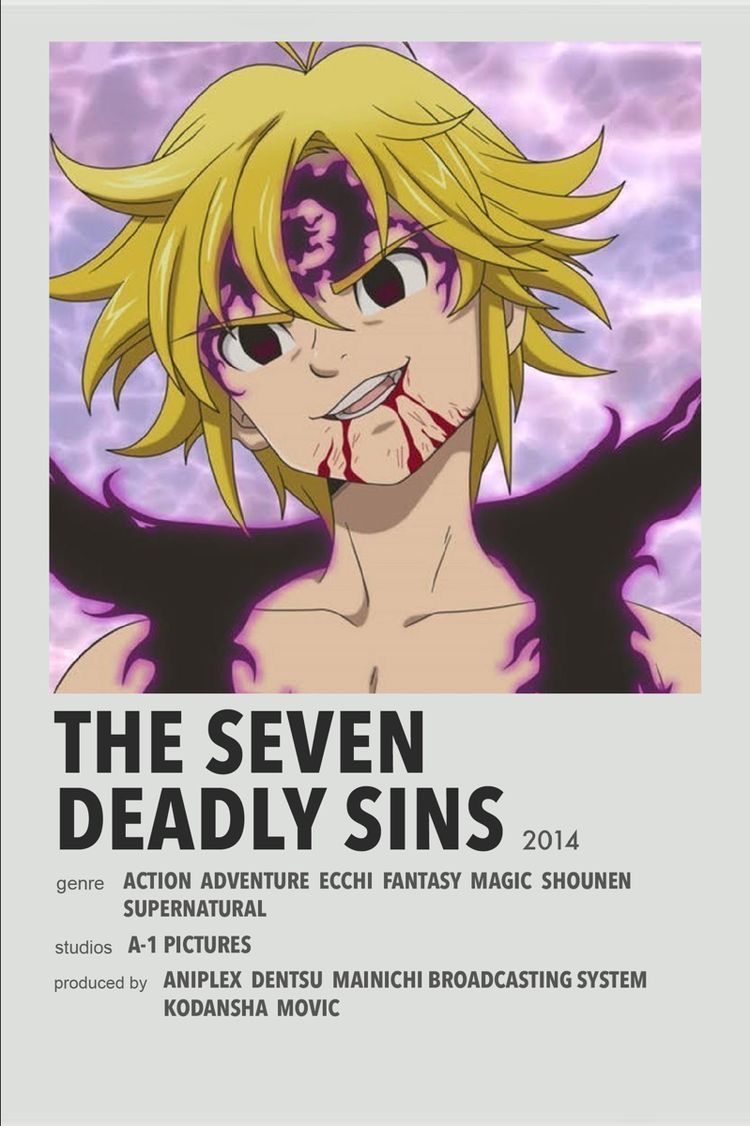 THE SEVEN
DEADLY SINS 2014
genre ACTION ADVENTURE ECCHI FANTASY MAGIC SHOUNEN
SUPERNATURAL
studios A-1 PICTURES
produced by ANIPLEX DENTSU MAINICHI BROADCASTING SYSTEM
KODANSHA MOVIC